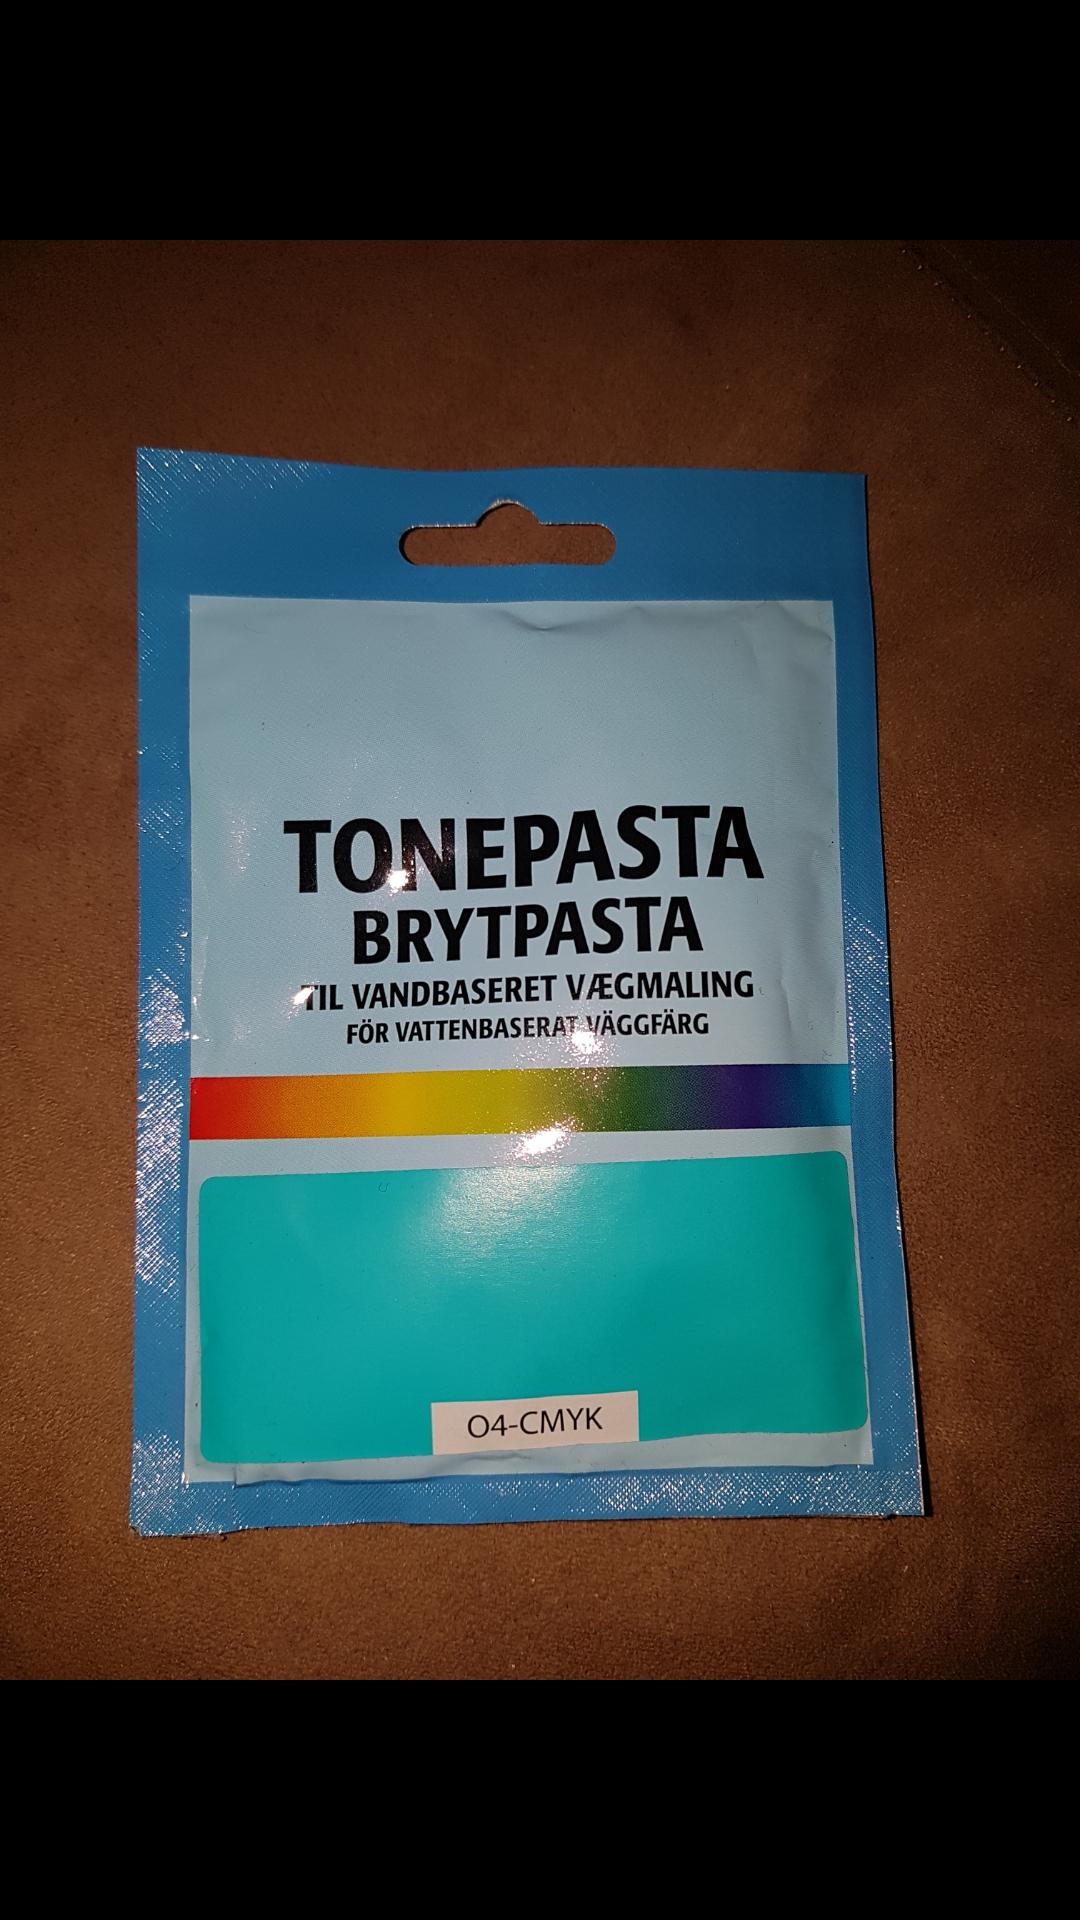 TONEPASTA
BRYTPASTA
TIL VANDBASERET VÆGMALING
FÖR VATTENBASERAT VÄGGFÄRG
O4-CMYK